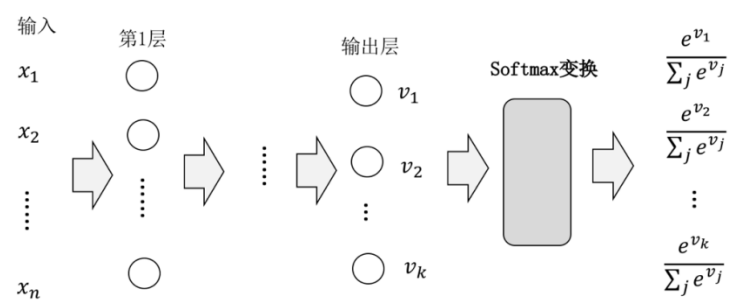 输入
第1层
输出层
Softmax变换
x₁
x₂
......
xₙ
......
......
v₁
v₂
...
vₖ
e^{v₁} / ∑ⱼ e^{vⱼ}
e^{v₂} / ∑ⱼ e^{vⱼ}
...
e^{vₖ} / ∑ⱼ e^{vⱼ}